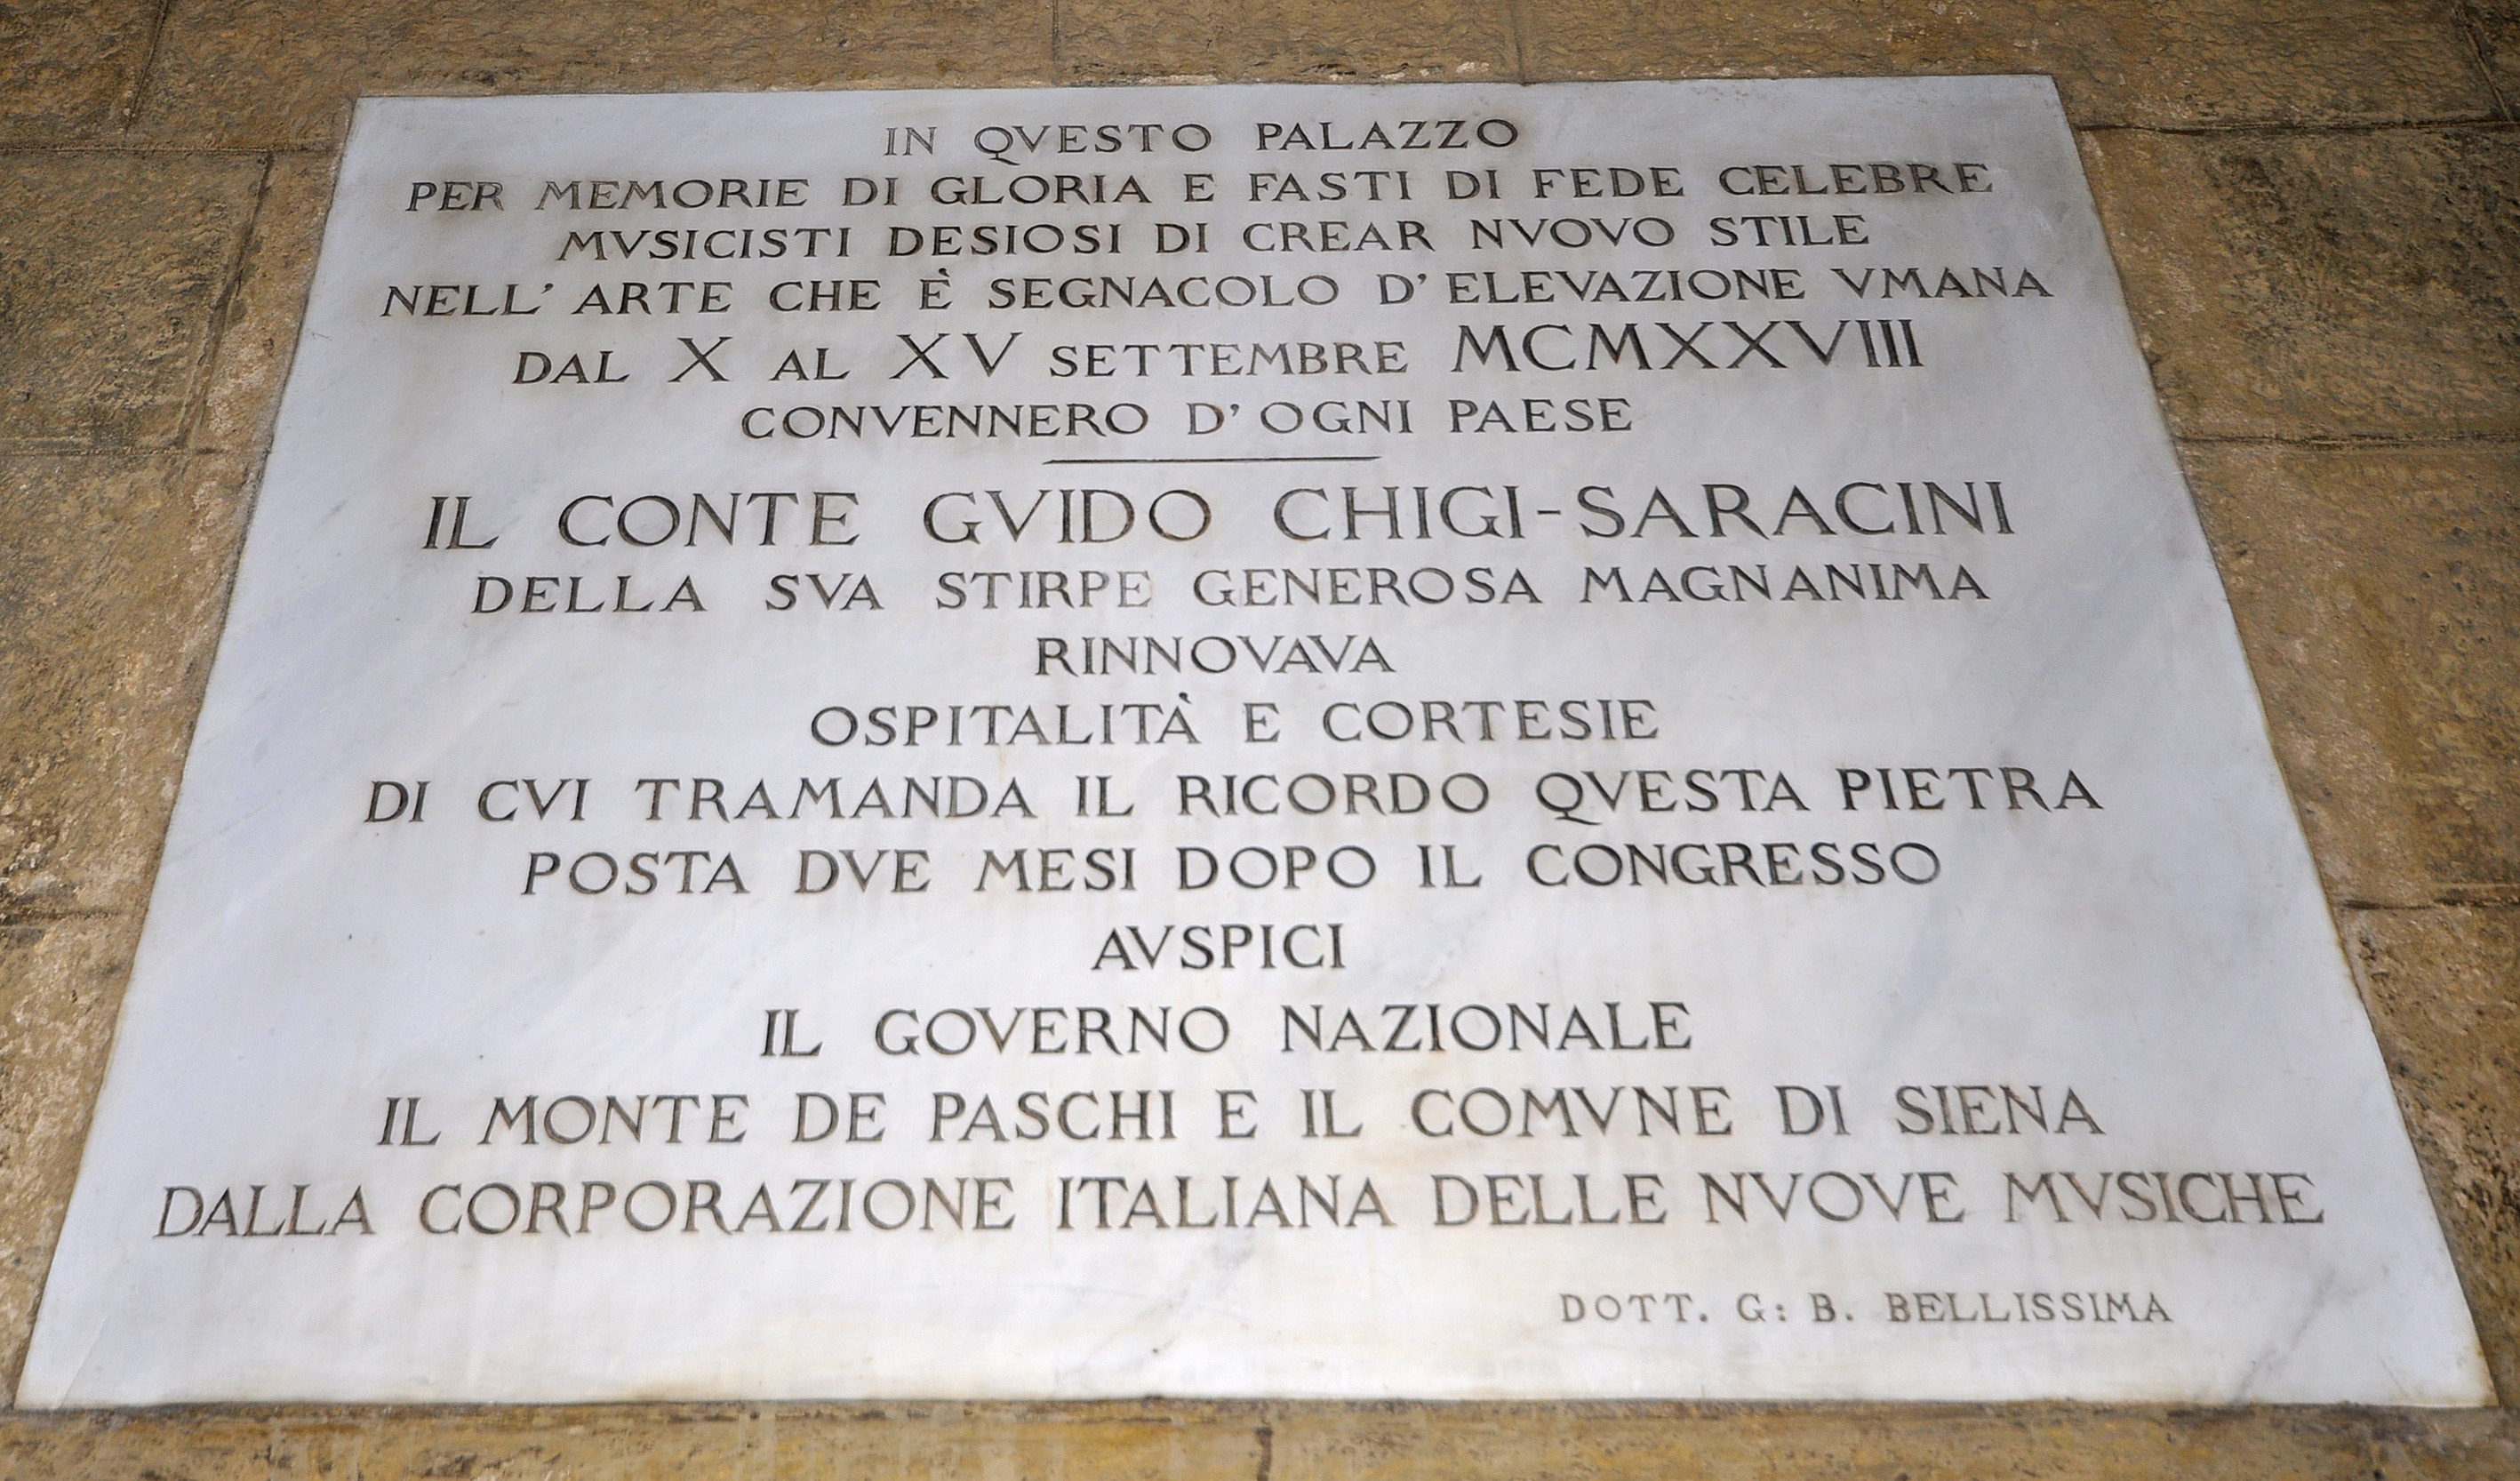 IN QVESTO PALAZZO
PER MEMORIE DI GLORIA E FASTI DI FEDE CELEBRE
MVSICISTI DESIOSI DI CREAR NVOVO STILE
NELL' ARTE CHE È SEGNACOLO D' ELEVAZIONE VMANA
DAL X AL XV SETTEMBRE MCMXXVIII
CONVENNERO D' OGNI PAESE
IL CONTE GVIDO CHIGI-SARACINI
DELLA SVA STIRPE GENEROSA MAGNANIMA
RINNOVAVA
OSPITALITÀ E CORTESIE
DI CVI TRAMANDA IL RICORDO QVESTA PIETRA
POSTA DVE MESI DOPO IL CONGRESSO
AVSPICI
IL GOVERNO NAZIONALE
IL MONTE DE PASCHI E IL COMVNE DI SIENA
DALLA CORPORAZIONE ITALIANA DELLE NVOVE MVSICHE
DOTT. G: B. BELLISSIMA